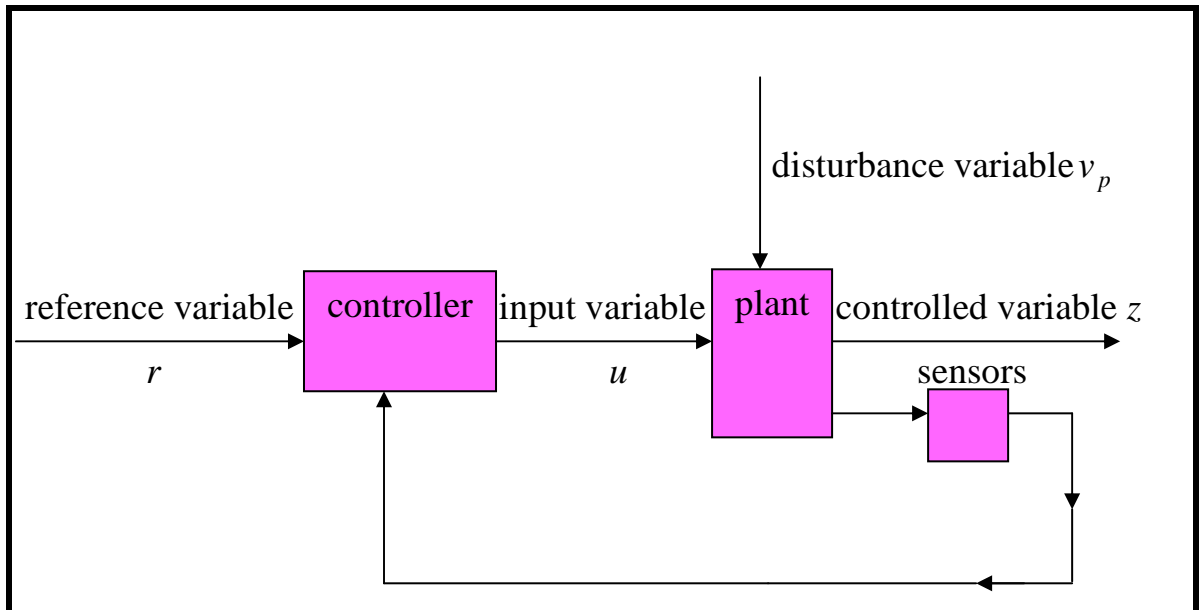 disturbance variable v_p
reference variable
controller
input variable
plant
controlled variable z
r
u
sensors